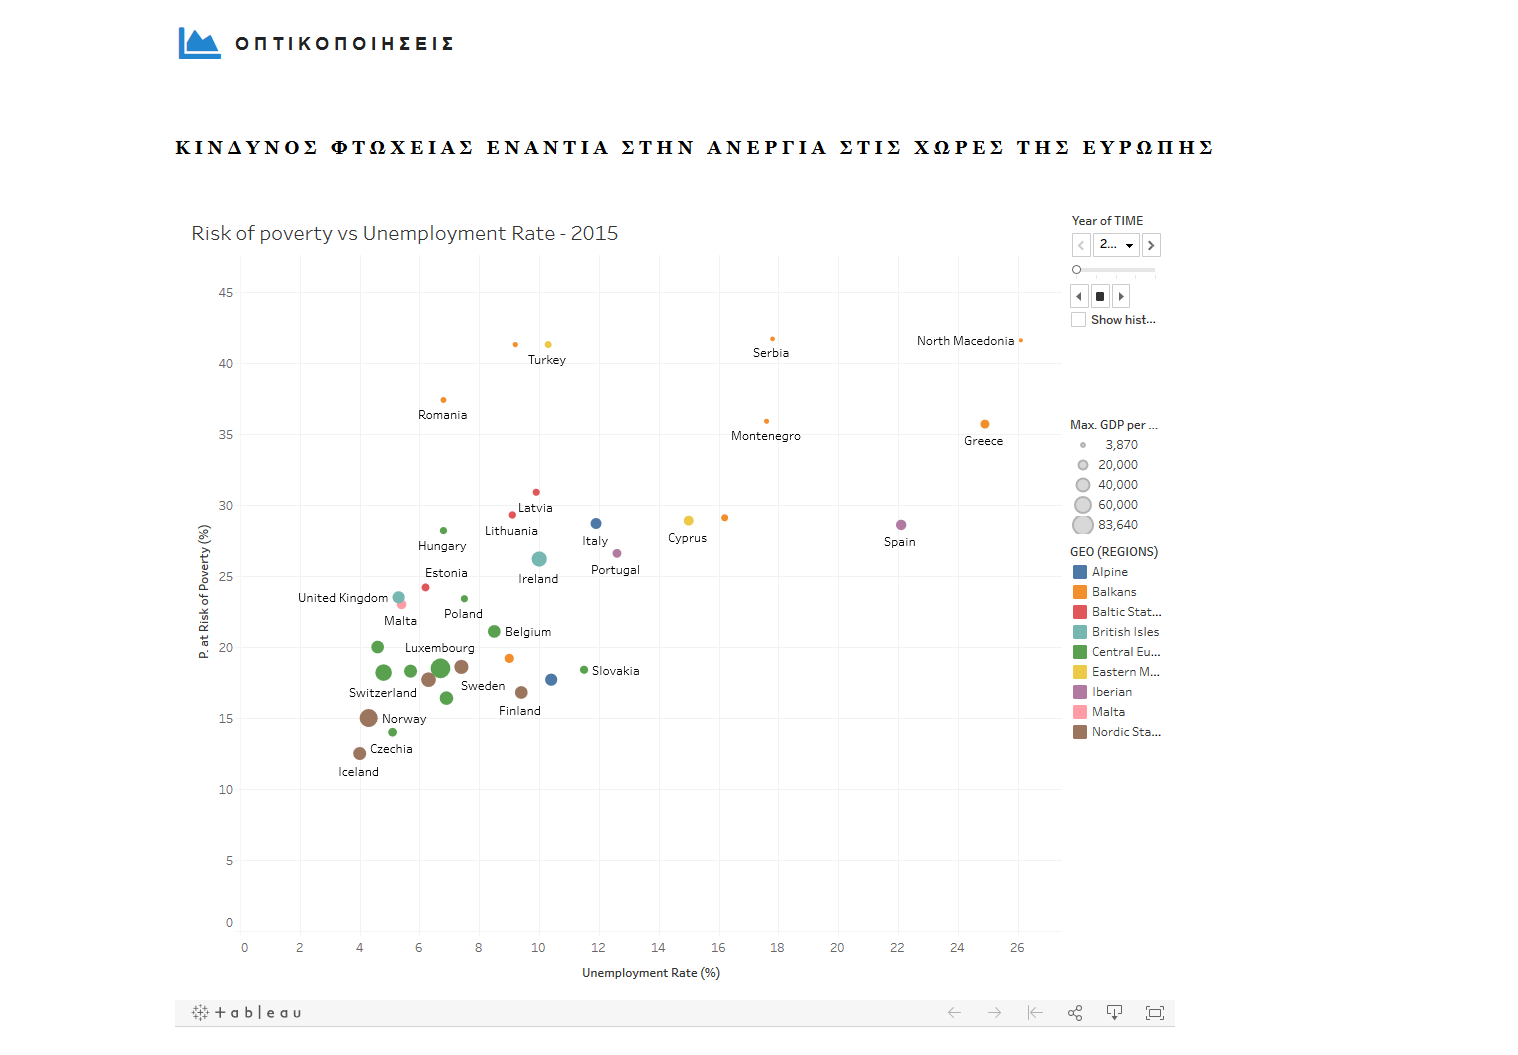 ΟΠΤΙΚΟΠΟΙΗΣΕΙΣ
ΚΙΝΔΥΝΟΣ ΦΤΩΧΕΙΑΣ ΕΝΑΝΤΙΑ ΣΤΗΝ ΑΝΕΡΓΙΑ ΣΤΙΣ ΧΩΡΕΣ ΤΗΣ ΕΥΡΩΠΗΣ
Risk of poverty vs Unemployment Rate - 2015
P. at Risk of Poverty (%)
45
40
35
30
25
20
15
10
5
0
Turkey
Serbia
North Macedonia
Romania
Montenegro
Greece
Latvia
Lithuania
Hungary
Italy
Cyprus
Spain
Portugal
Estonia
Ireland
United Kingdom
Poland
Malta
Belgium
Luxembourg
Slovakia
Sweden
Switzerland
Finland
Norway
Czechia
Iceland
0 2 4 6 8 10 12 14 16 18 20 22 24 26
Unemployment Rate (%)
Year of TIME
2...
Show hist...
Max. GDP per ...
3,870
20,000
40,000
60,000
83,640
GEO (REGIONS)
Alpine
Balkans
Baltic Stat...
British Isles
Central Eu...
Eastern M...
Iberian
Malta
Nordic Sta...
+ableau